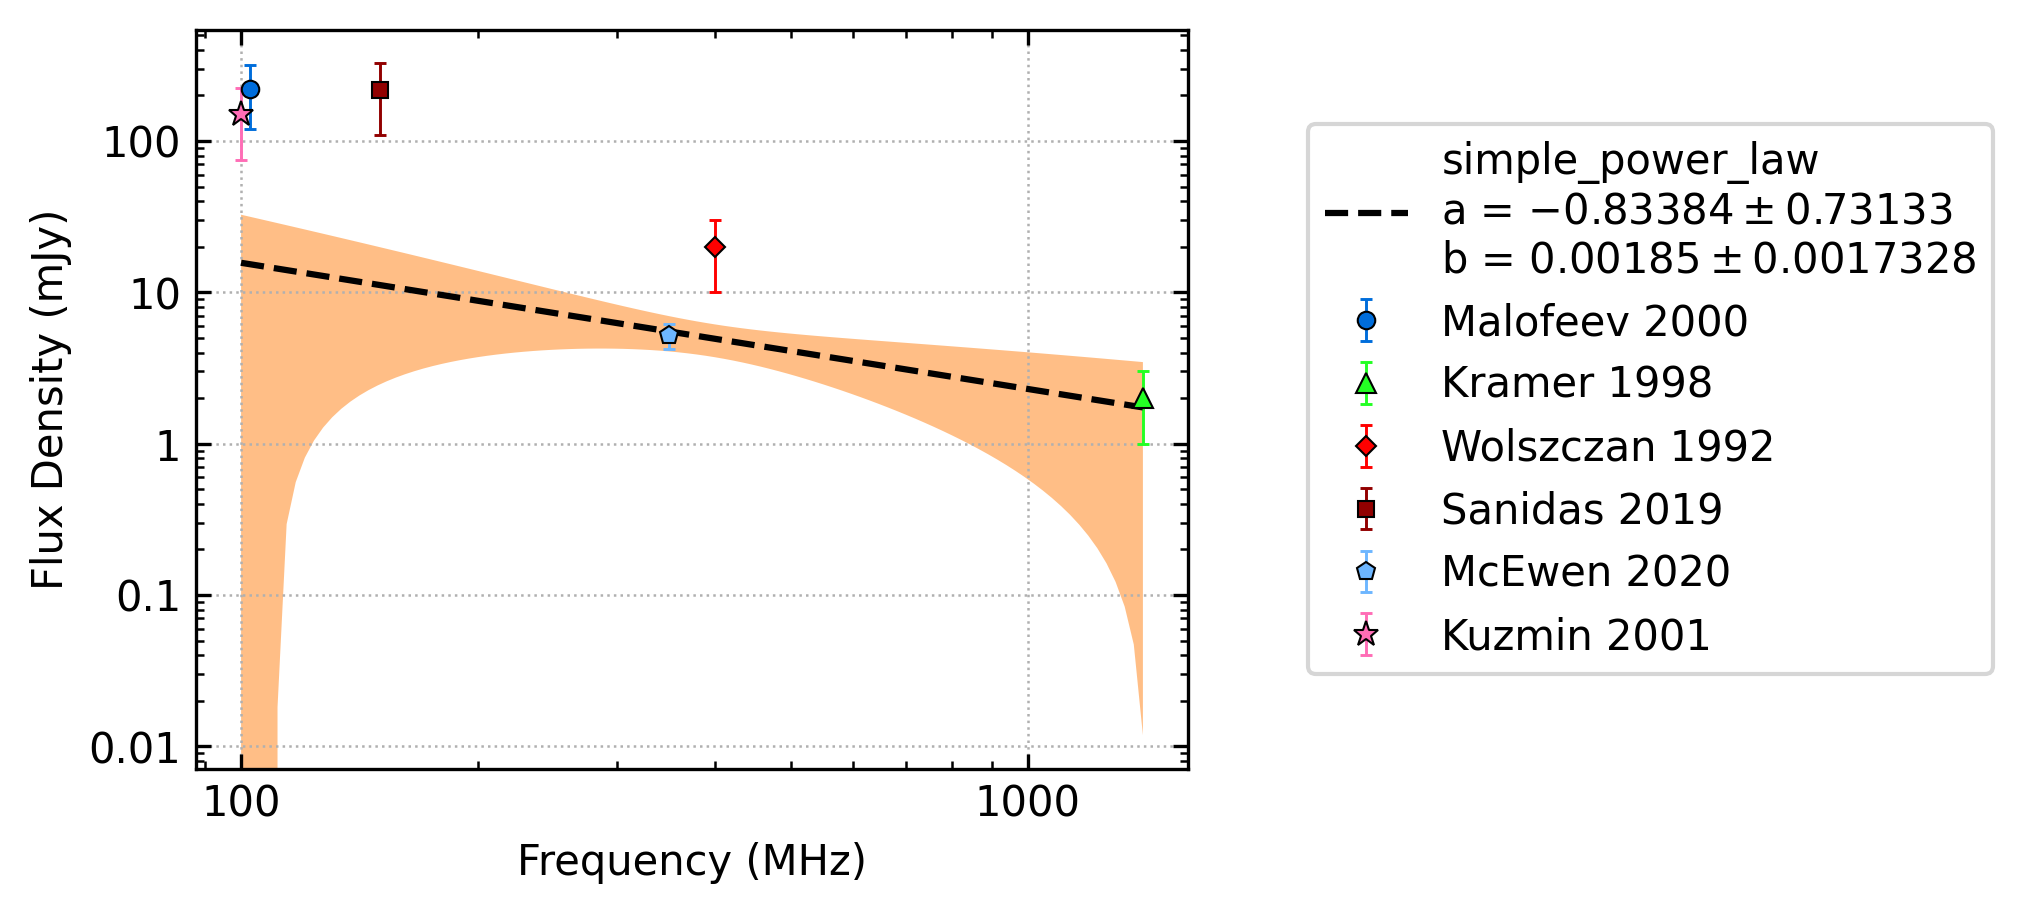 100
10
1
0.1
0.01
Flux Density (mJy)
100
1000
Frequency (MHz)
simple_power_law
a = −0.83384 ± 0.73133
b = 0.00185 ± 0.0017328
Malofeev 2000
Kramer 1998
Wolszczan 1992
Sanidas 2019
McEwen 2020
Kuzmin 2001